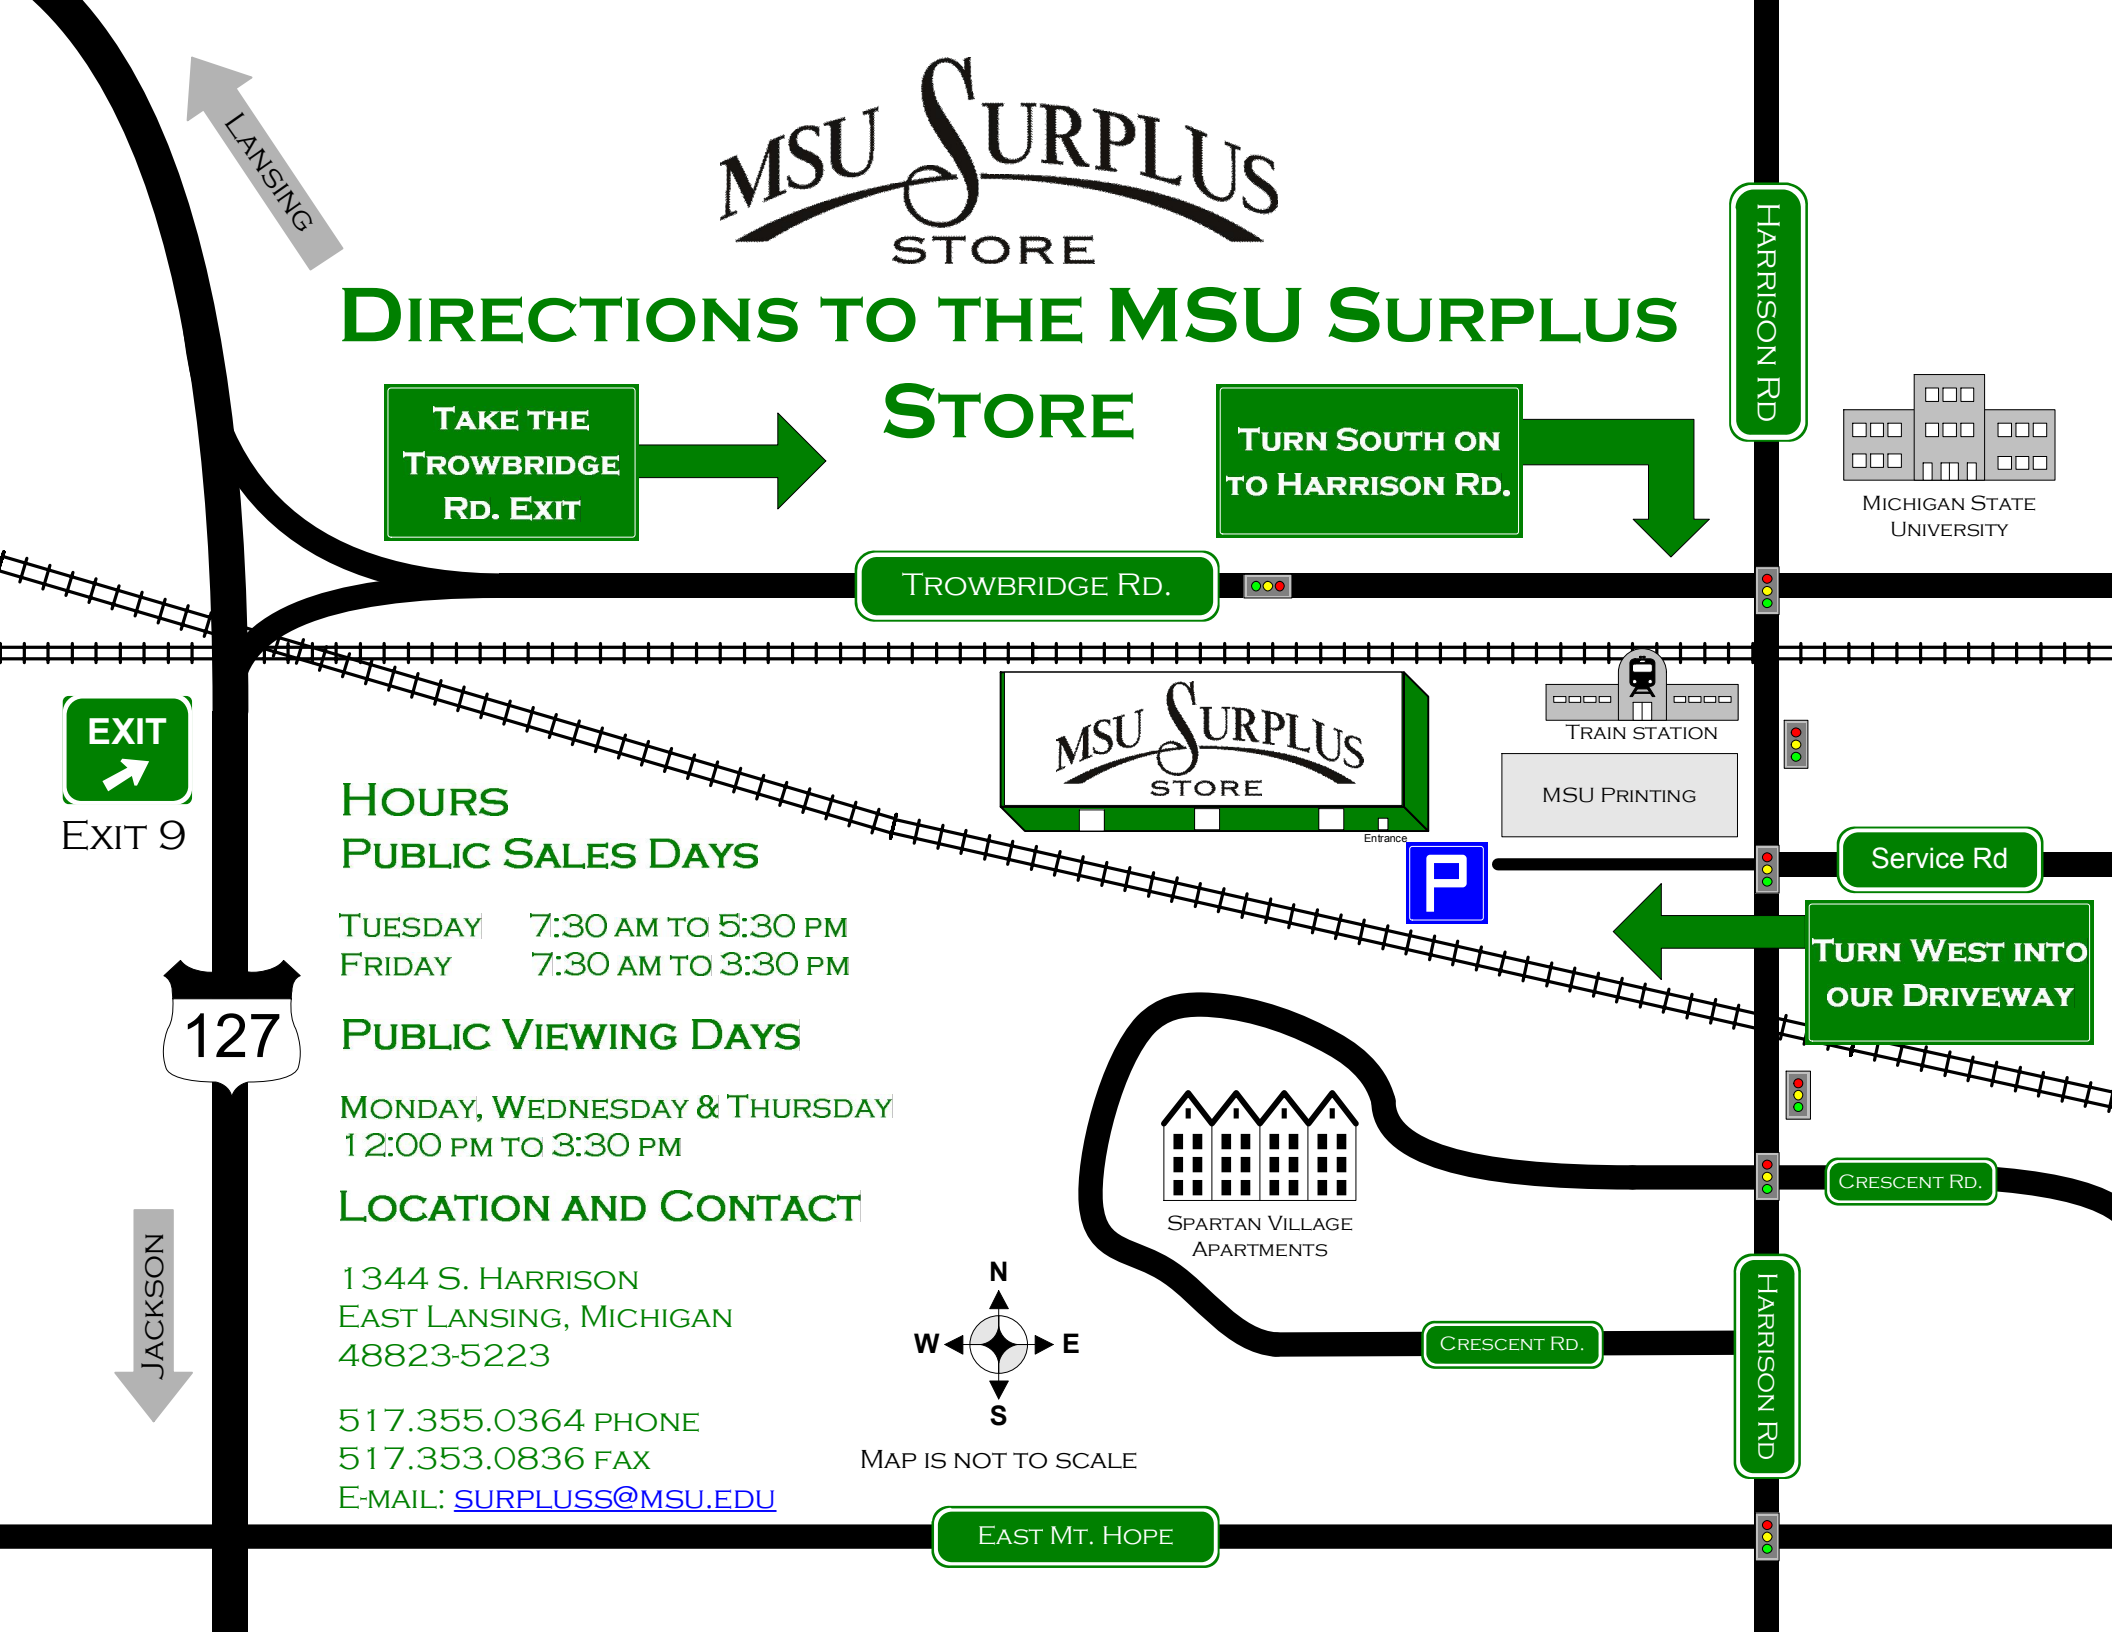 LANSING
MSU SURPLUS
STORE
DIRECTIONS TO THE MSU SURPLUS
STORE
HARRISON RD
TAKE THE
TROWBRIDGE
RD. EXIT
TURN SOUTH ON
TO HARRISON RD.
MICHIGAN STATE
UNIVERSITY
TROWBRIDGE RD.
MSU SURPLUS
STORE
Entrance
TRAIN STATION
MSU PRINTING
EXIT
EXIT 9
P
Service Rd
TURN WEST INTO
OUR DRIVEWAY
HOURS
PUBLIC SALES DAYS
TUESDAY 7:30 AM TO 5:30 PM
FRIDAY 7:30 AM TO 3:30 PM
127
PUBLIC VIEWING DAYS
MONDAY, WEDNESDAY & THURSDAY
12:00 PM TO 3:30 PM
LOCATION AND CONTACT
1344 S. HARRISON
EAST LANSING, MICHIGAN
48823-5223
517.355.0364 PHONE
517.353.0836 FAX
E-MAIL: SURPLUSS@MSU.EDU
JACKSON
SPARTAN VILLAGE
APARTMENTS
CRESCENT RD.
CRESCENT RD.
HARRISON RD
N
W E
S
MAP IS NOT TO SCALE
EAST MT. HOPE